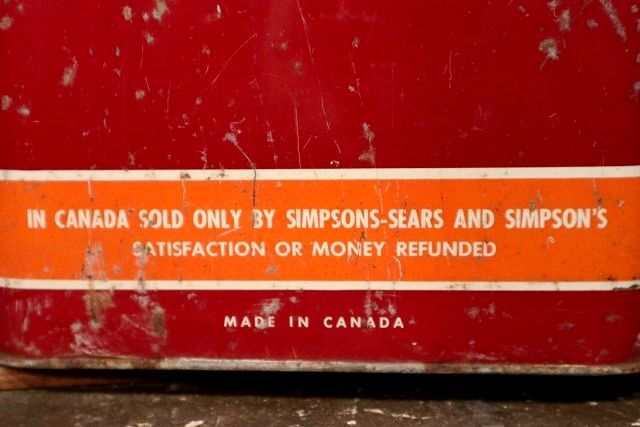 IN CANADA SOLD ONLY BY SIMPSONS-SEARS AND SIMPSON'S
SATISFACTION OR MONEY REFUNDED
MADE IN CANADA